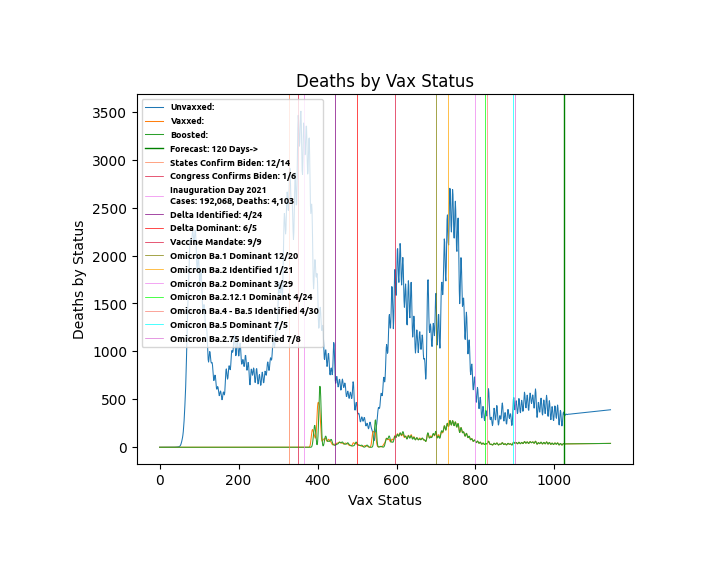 Deaths by Vax Status
3500
3000
2500
2000
1500
1000
500
0
Deaths by Status
Unvaxxed:
Vaxxed:
Boosted:
Forecast: 120 Days->
States Confirm Biden: 12/14
Congress Confirms Biden: 1/6
Inauguration Day 2021
Cases: 192,068, Deaths: 4,103
Delta Identified: 4/24
Delta Dominant: 6/5
Vaccine Mandate: 9/9
Omicron Ba.1 Dominant 12/20
Omicron Ba.2 Identified 1/21
Omicron Ba.2 Dominant 3/29
Omicron Ba.2.12.1 Dominant 4/24
Omicron Ba.4 - Ba.5 Identified 4/30
Omicron Ba.5 Dominant 7/5
Omicron Ba.2.75 Identified 7/8
0 200 400 600 800 1000
Vax Status